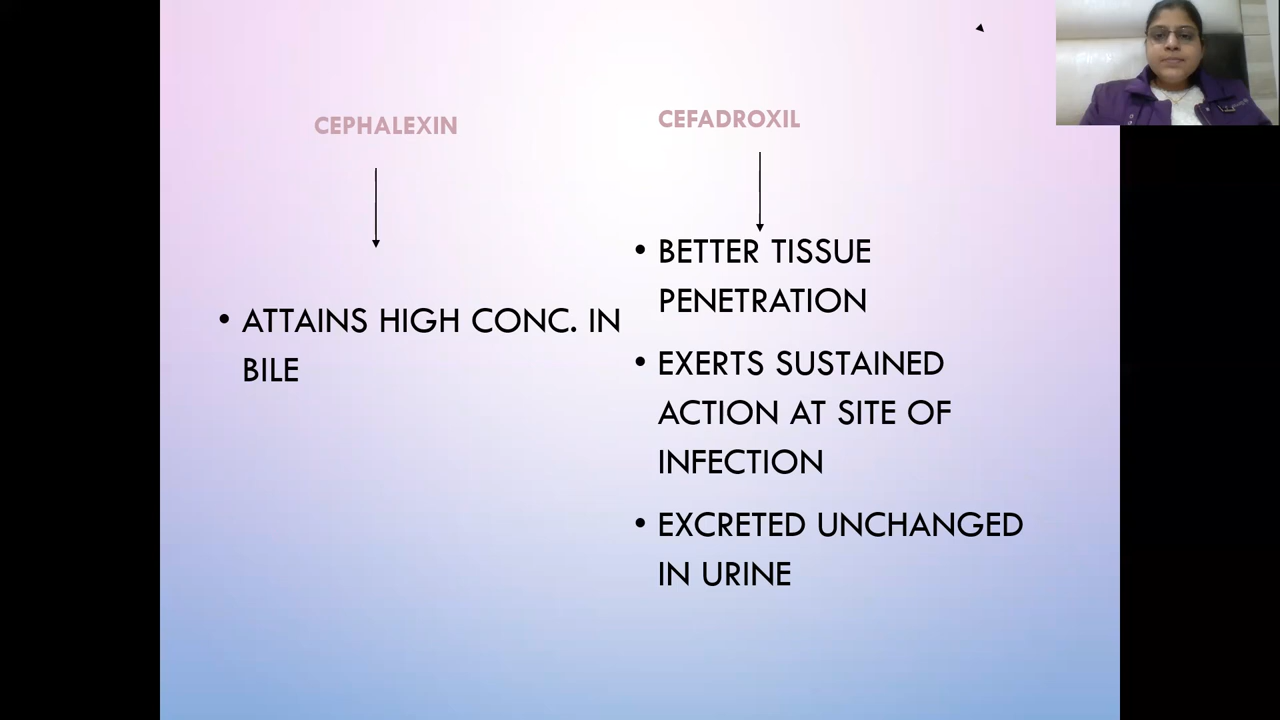 CEPHALEXIN
• ATTAINS HIGH CONC. IN
BILE
CEFADROXIL
• BETTER TISSUE
PENETRATION
• EXERTS SUSTAINED
ACTION AT SITE OF
INFECTION
• EXCRETED UNCHANGED
IN URINE